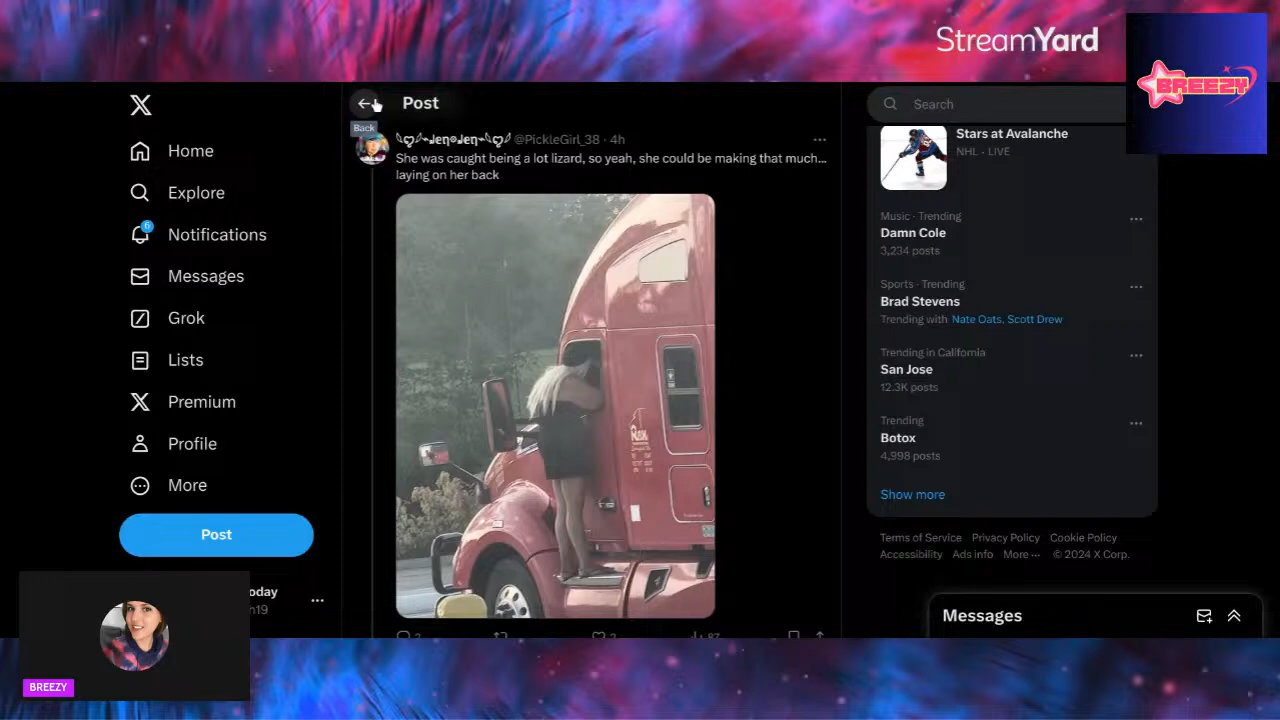 StreamYard
BREEZY
Post
Search
Back
@PickleGirl_38 · 4h
She was caught being a lot lizard, so yeah, she could be making that much...
laying on her back
Home
Explore
6
Notifications
Messages
Grok
Lists
Premium
Profile
More
Post
oday
n19
BREEZY
Stars at Avalanche
NHL - LIVE
Music · Trending
Damn Cole
3,234 posts
Sports · Trending
Brad Stevens
Trending with Nate Oats, Scott Drew
Trending in California
San Jose
12.3K posts
Trending
Botox
4,998 posts
Show more
Terms of Service Privacy Policy Cookie Policy
Accessibility Ads info More ··· © 2024 X Corp.
Messages